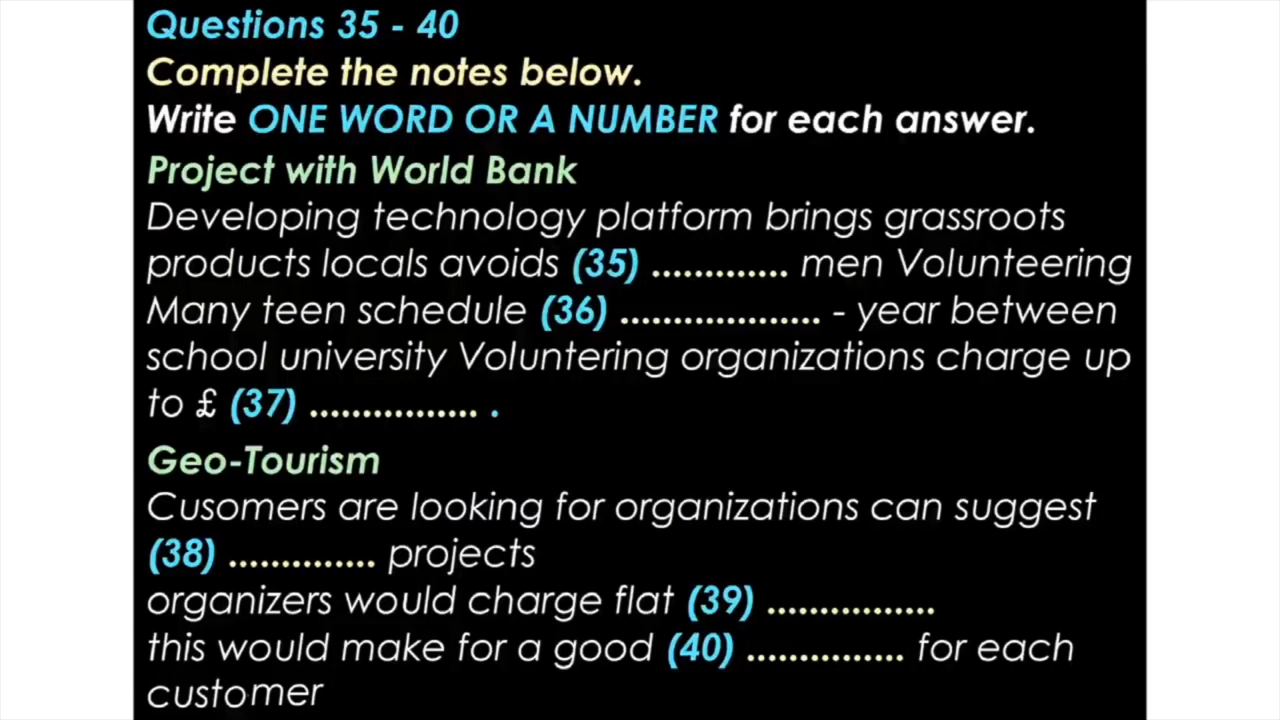 Questions 35 - 40
Complete the notes below.
Write ONE WORD OR A NUMBER for each answer.
Project with World Bank
Developing technology platform brings grassroots
products locals avoids (35) ............. men Volunteering
Many teen schedule (36) ................... - year between
school university Voluntering organizations charge up
to £ (37) ................ .
Geo-Tourism
Cusomers are looking for organizations can suggest
(38) .............. projects
organizers would charge flat (39) ................
this would make for a good (40) ............... for each
customer